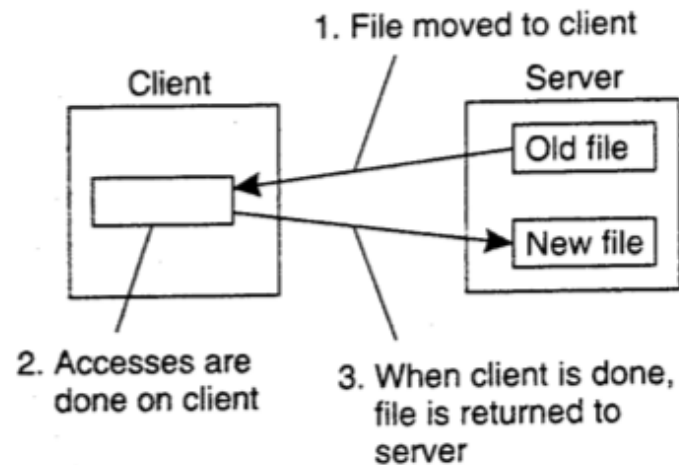 1. File moved to client
Client
Server
Old file
New file
2. Accesses are
done on client
3. When client is done,
file is returned to
server